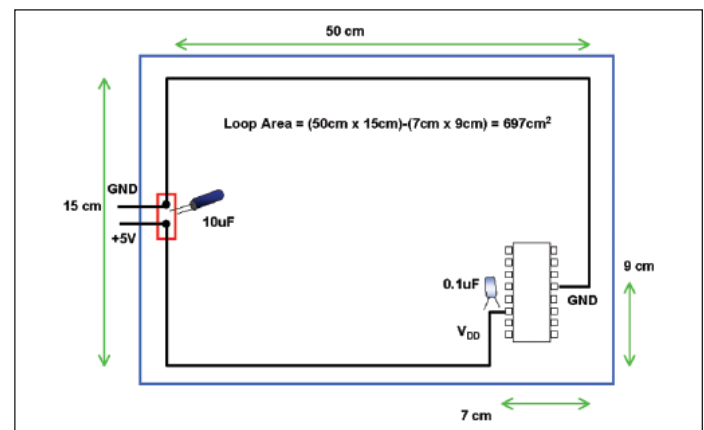 50 cm
Loop Area = (50cm x 15cm)-(7cm x 9cm) = 697cm²
GND
15 cm
10uF
+5V
9 cm
0.1uF
GND
VDD
7 cm